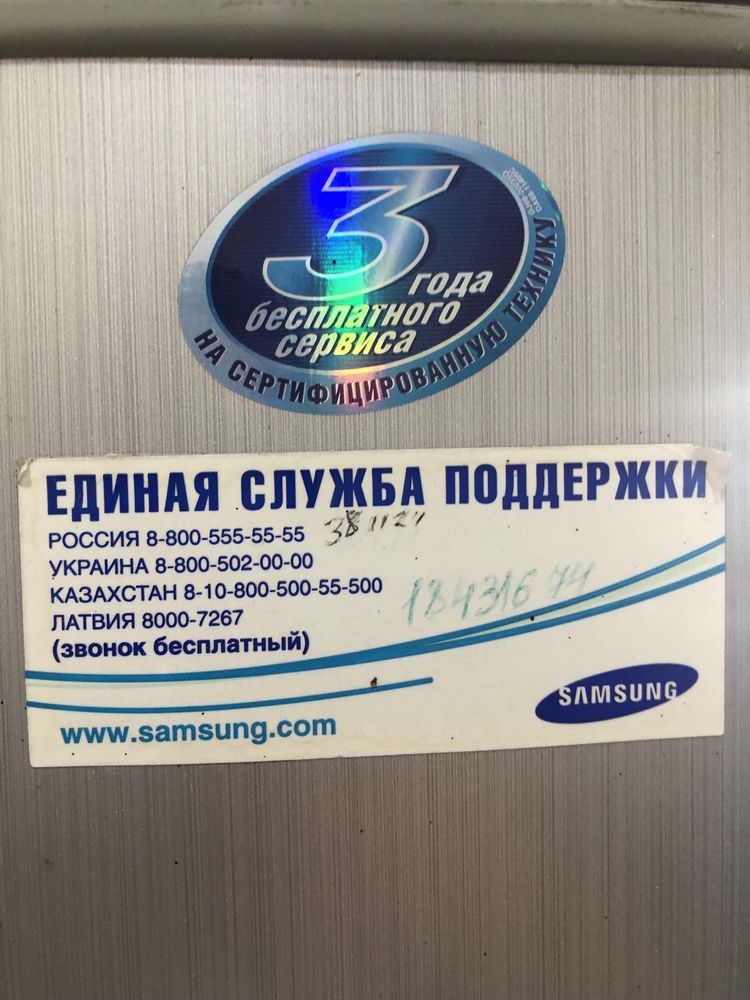 3
года
бесплатного
сервиса
НА СЕРТИФИЦИРОВАННУЮ ТЕХНИКУ
ЕДИНАЯ СЛУЖБА ПОДДЕРЖКИ
РОССИЯ 8-800-555-55-55
УКРАИНА 8-800-502-00-00
КАЗАХСТАН 8-10-800-500-55-500
18431674
ЛАТВИЯ 8000-7267
(звонок бесплатный)
SAMSUNG
www.samsung.com